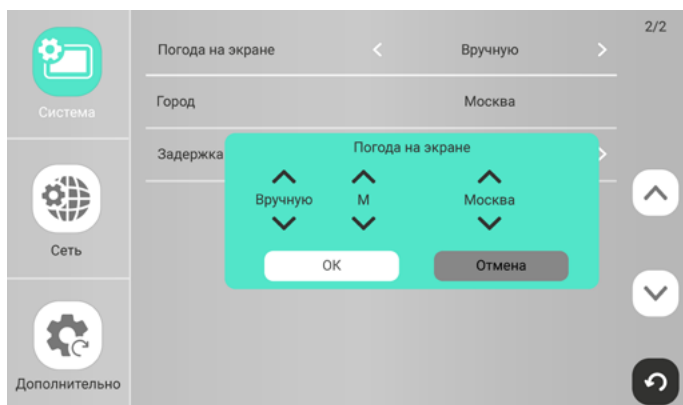 2/2
Погода на экране
Вручную
Город
Москва
Задержка
Погода на экране
Вручную
М
Москва
ОК
Отмена
Система
Сеть
Дополнительно